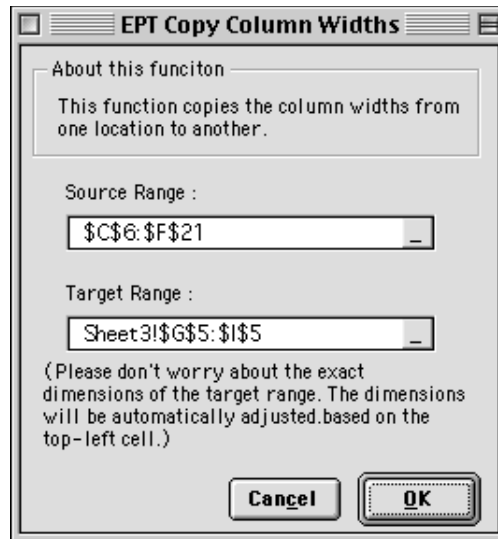 EPT Copy Column Widths
About this funciton
This function copies the column widths from
one location to another.
Source Range :
$C$6:$F$21
Target Range :
Sheet3!$G$5:$I$5
(Please don't worry about the exact
dimensions of the target range. The dimensions
will be automatically adjusted.based on the
top-left cell.)
Cancel
OK